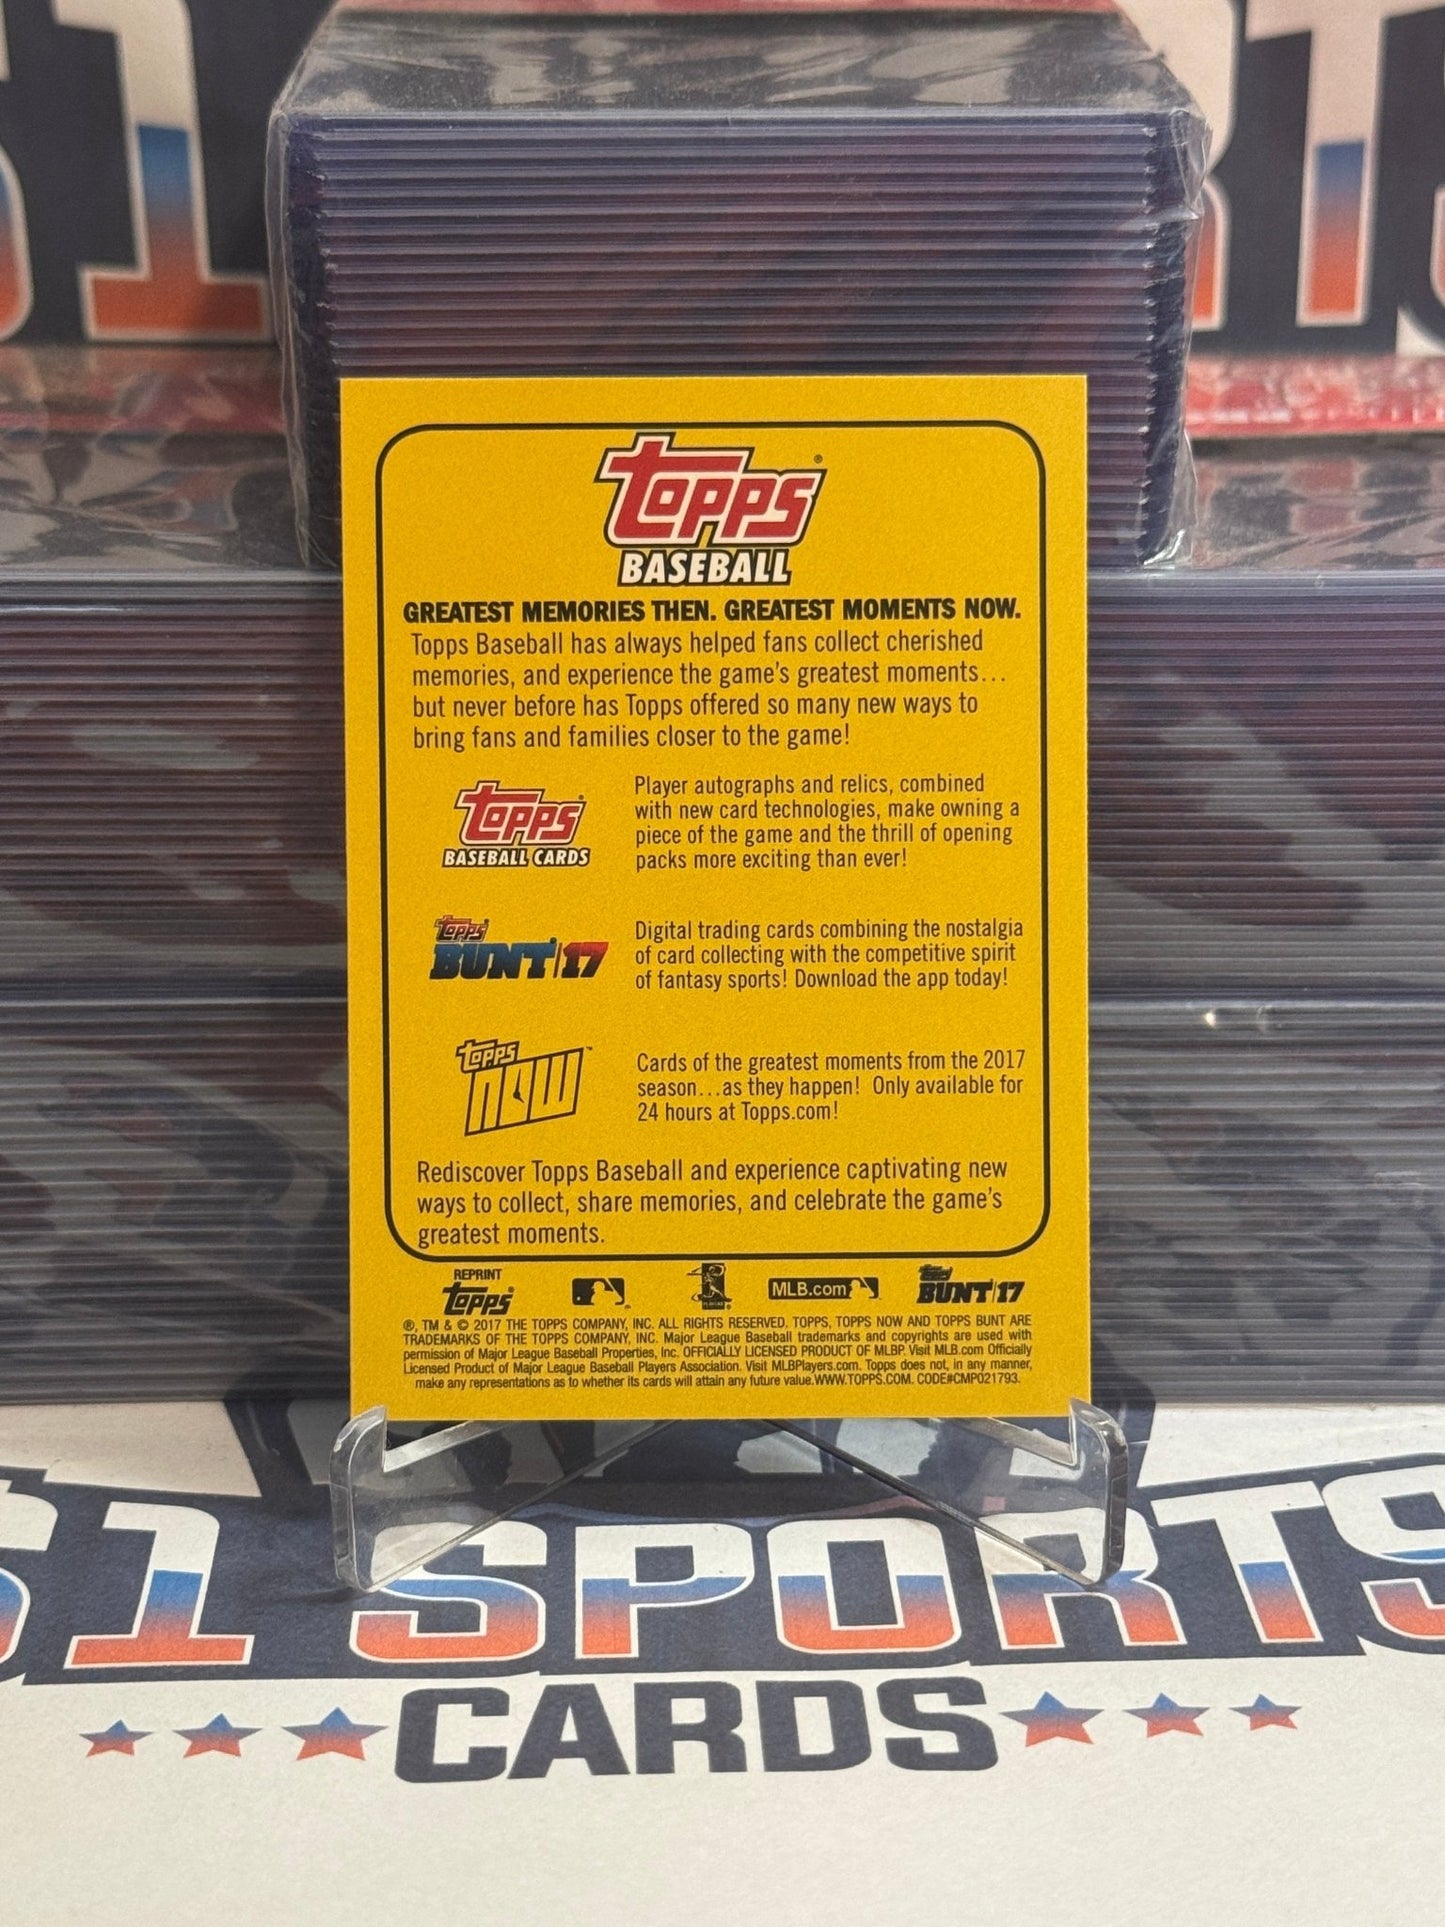 topps
BASEBALL
GREATEST MEMORIES THEN. GREATEST MOMENTS NOW.
Topps Baseball has always helped fans collect cherished
memories, and experience the game's greatest moments...
but never before has Topps offered so many new ways to
bring fans and families closer to the game!
topps
BASEBALL CARDS
Player autographs and relics, combined
with new card technologies, make owning a
piece of the game and the thrill of opening
packs more exciting than ever!
topps
BUNT 17
Digital trading cards combining the nostalgia
of card collecting with the competitive spirit
of fantasy sports! Download the app today!
topps
now™
Cards of the greatest moments from the 2017
season...as they happen! Only available for
24 hours at Topps.com!
Rediscover Topps Baseball and experience captivating new
ways to collect, share memories, and celebrate the game's
greatest moments.
REPRINT
topps MLB.com topps BUNT 17
®, TM & © 2017 THE TOPPS COMPANY, INC. ALL RIGHTS RESERVED. TOPPS, TOPPS NOW AND TOPPS BUNT ARE
TRADEMARKS OF THE TOPPS COMPANY, INC. Major League Baseball trademarks and copyrights are used with
permission of Major League Baseball Properties, Inc. OFFICIALLY LICENSED PRODUCT OF MLBP. Visit MLB.com Officially
Licensed Product of Major League Baseball Players Association. Visit MLBPlayers.com. Topps does not, in any manner,
make any representations as to whether its cards will attain any future value.WWW.TOPPS.COM. CODE#CMP021793.
51 SPORTS
CARDS